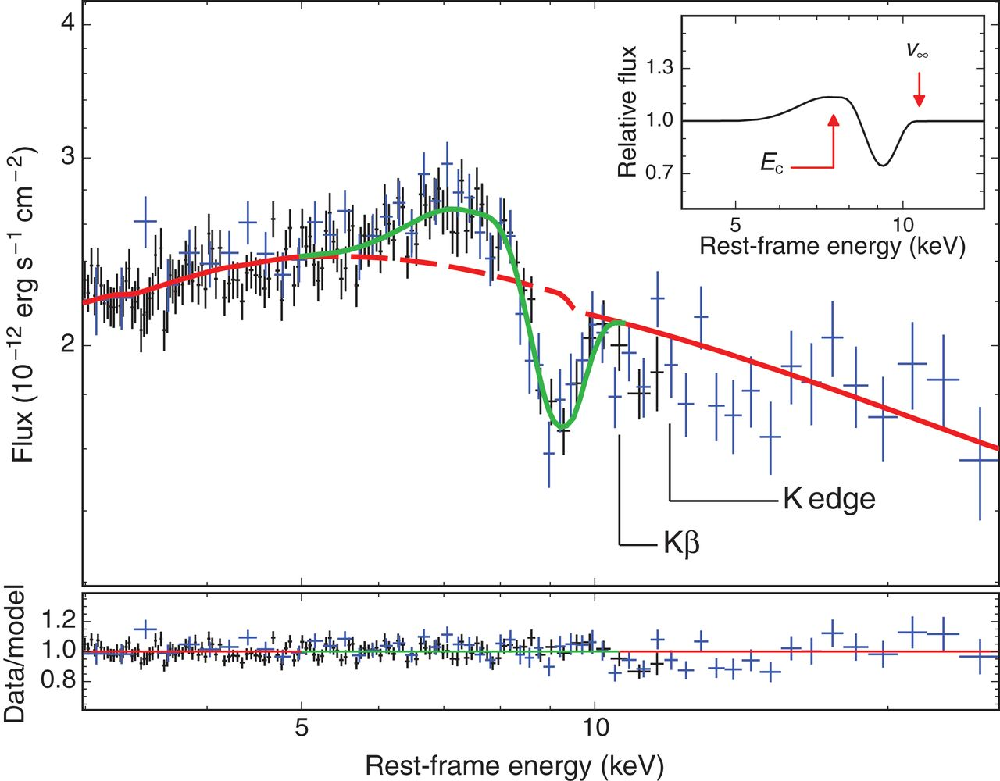 4
3
2
Flux (10⁻¹² erg s⁻¹ cm⁻²)
Relative flux
1.3
1.0
0.7
v∞
Ec
5 10
Rest-frame energy (keV)
K edge
Kβ
Data/model
1.2
1.0
0.8
5 10
Rest-frame energy (keV)